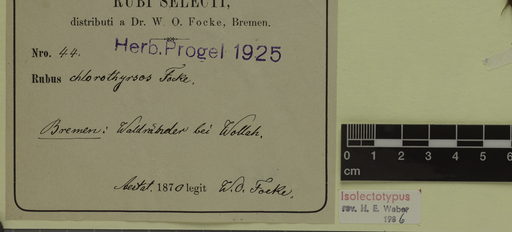 RUBI SELECTI,
distributi a Dr. W. O. Focke, Bremen.
Nro. 44.
Herb. Progel 1925
Rubus chlorothyrsos Focke.
Bremen: Waldränder bei Wollah.
Aestat. 1870 legit W. O. Focke.
0 1 2 3 4 5 6
cm
Isolectotypus
rev. H. E. Weber
1986